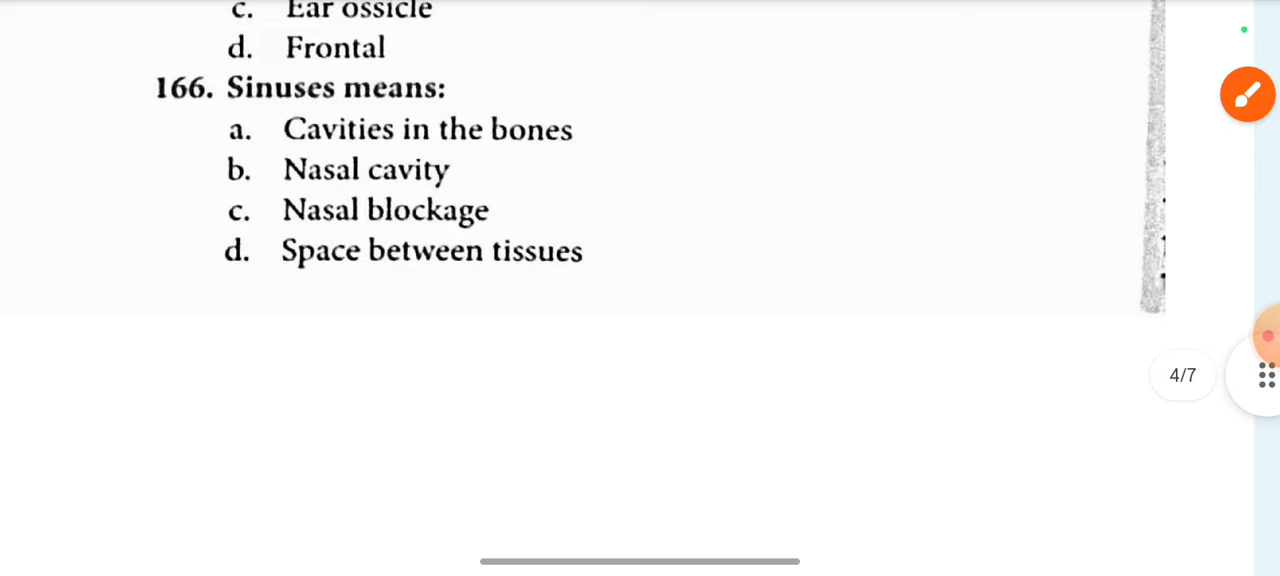 c. Ear ossicle
d. Frontal
166. Sinuses means:
a. Cavities in the bones
b. Nasal cavity
c. Nasal blockage
d. Space between tissues
4/7